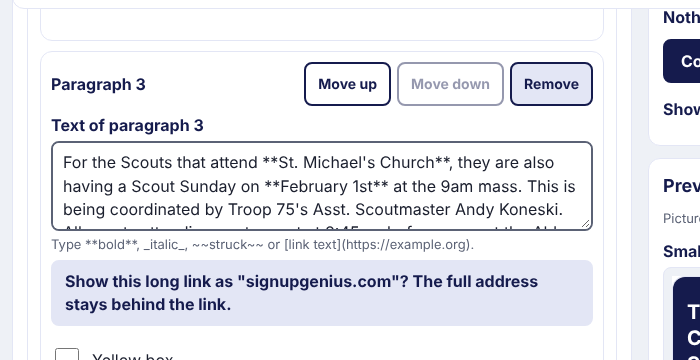 Noth
Paragraph 3
Move up
Move down
Remove
Co
Text of paragraph 3
Show
For the Scouts that attend **St. Michael's Church**, they are also
having a Scout Sunday on **February 1st** at the 9am mass. This is
being coordinated by Troop 75's Asst. Scoutmaster Andy Koneski.
Prev
Picture
Type **bold**, _italic_, ~~struck~~ or [link text](https://example.org).
Smal
Show this long link as "signupgenius.com"? The full address
stays behind the link.
T
C
Yellow box